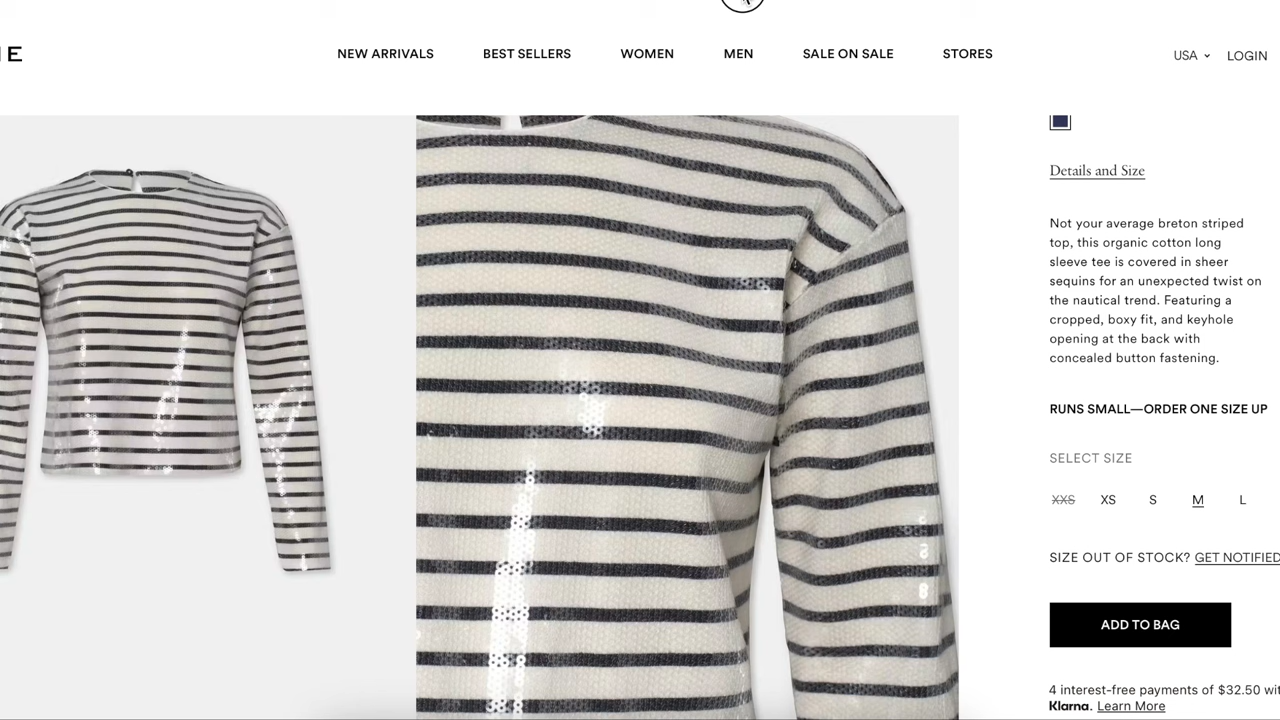 NEW ARRIVALS BEST SELLERS WOMEN MEN SALE ON SALE STORES USA LOGIN
Details and Size
Not your average breton striped
top, this organic cotton long
sleeve tee is covered in sheer
sequins for an unexpected twist on
the nautical trend. Featuring a
cropped, boxy fit, and keyhole
opening at the back with
concealed button fastening.
RUNS SMALL—ORDER ONE SIZE UP
SELECT SIZE
XXS XS S M L
SIZE OUT OF STOCK? GET NOTIFIED
ADD TO BAG
4 interest-free payments of $32.50
Klarna. Learn More